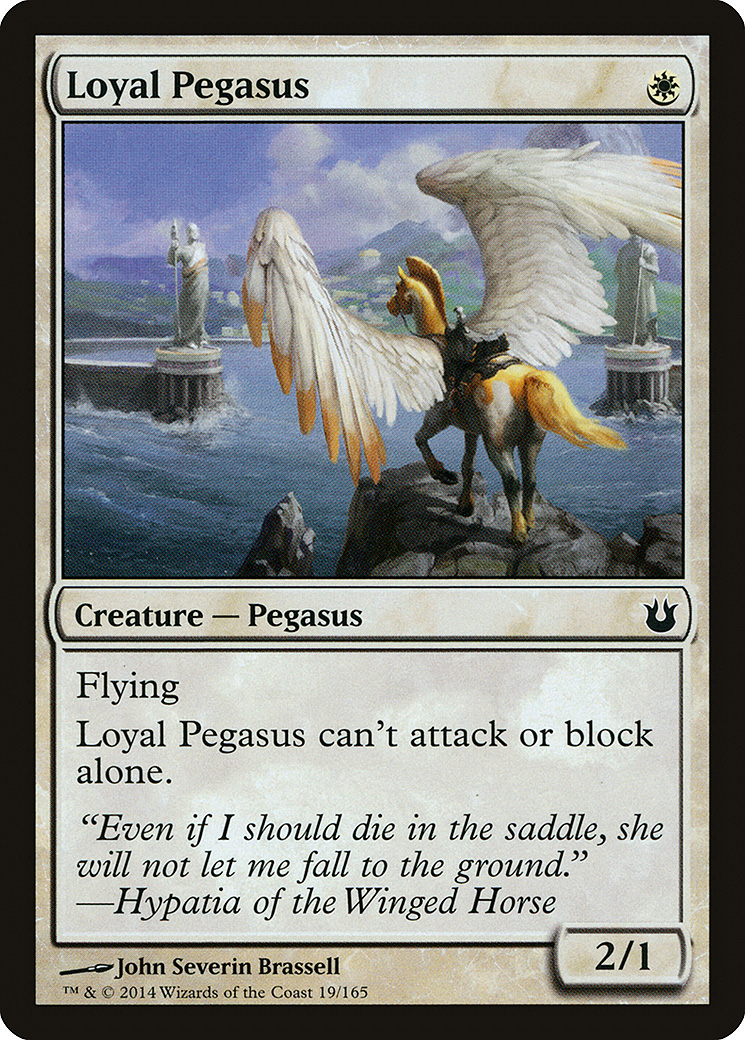 Loyal Pegasus
Creature — Pegasus
Flying
Loyal Pegasus can't attack or block
alone.
“Even if I should die in the saddle, she
will not let me fall to the ground.”
—Hypatia of the Winged Horse
2/1
John Severin Brassell
™ & © 2014 Wizards of the Coast 19/165